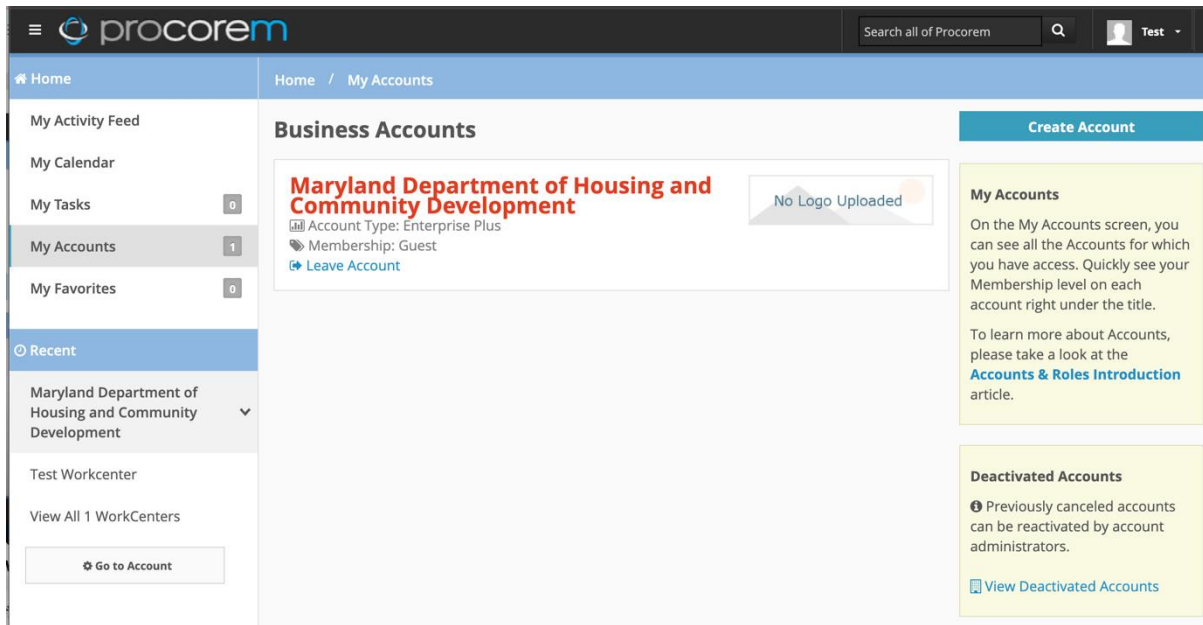 procorem
Search all of Procorem
Test
Home
My Activity Feed
My Calendar
My Tasks 0
My Accounts 1
My Favorites 0
Recent
Maryland Department of
Housing and Community
Development
Test Workcenter
View All 1 WorkCenters
Go to Account
Home / My Accounts
Business Accounts
Maryland Department of Housing and
Community Development
Account Type: Enterprise Plus
Membership: Guest
Leave Account
No Logo Uploaded
Create Account
My Accounts
On the My Accounts screen, you
can see all the Accounts for which
you have access. Quickly see your
Membership level on each
account right under the title.
To learn more about Accounts,
please take a look at the
Accounts & Roles Introduction
article.
Deactivated Accounts
Previously canceled accounts
can be reactivated by account
administrators.
View Deactivated Accounts